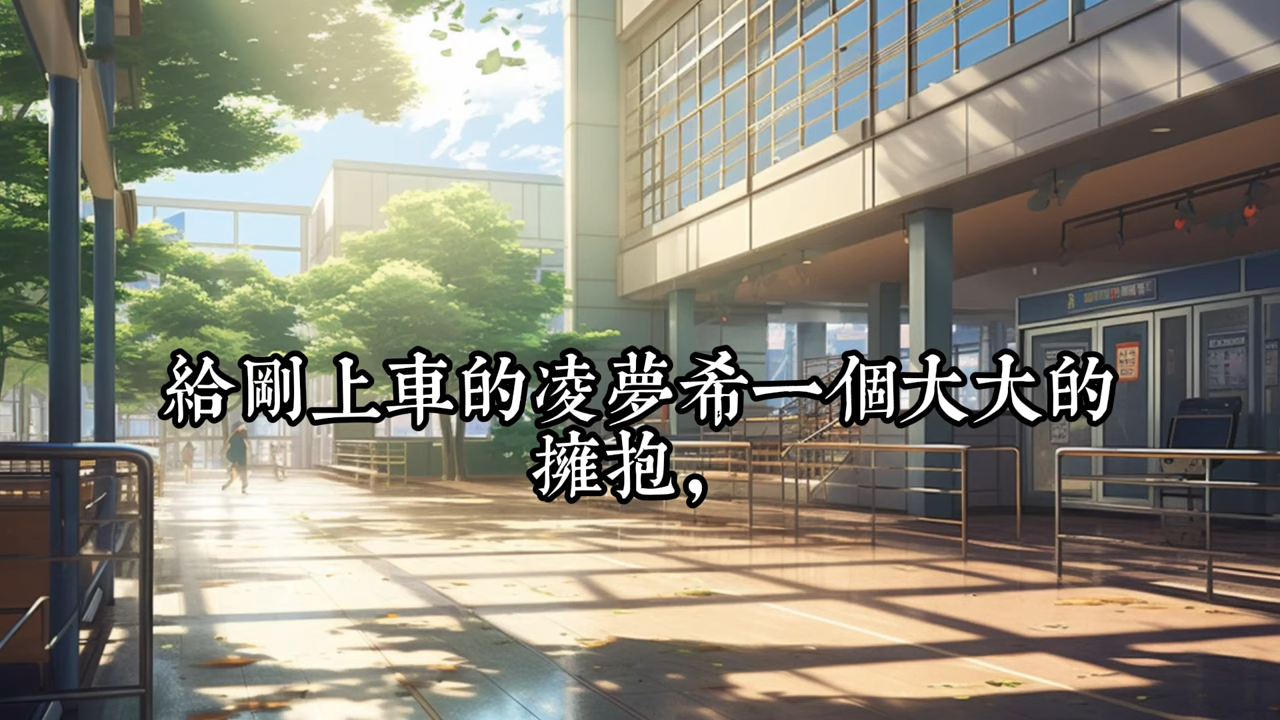 給剛上車的凌夢希一個大大的
擁抱，